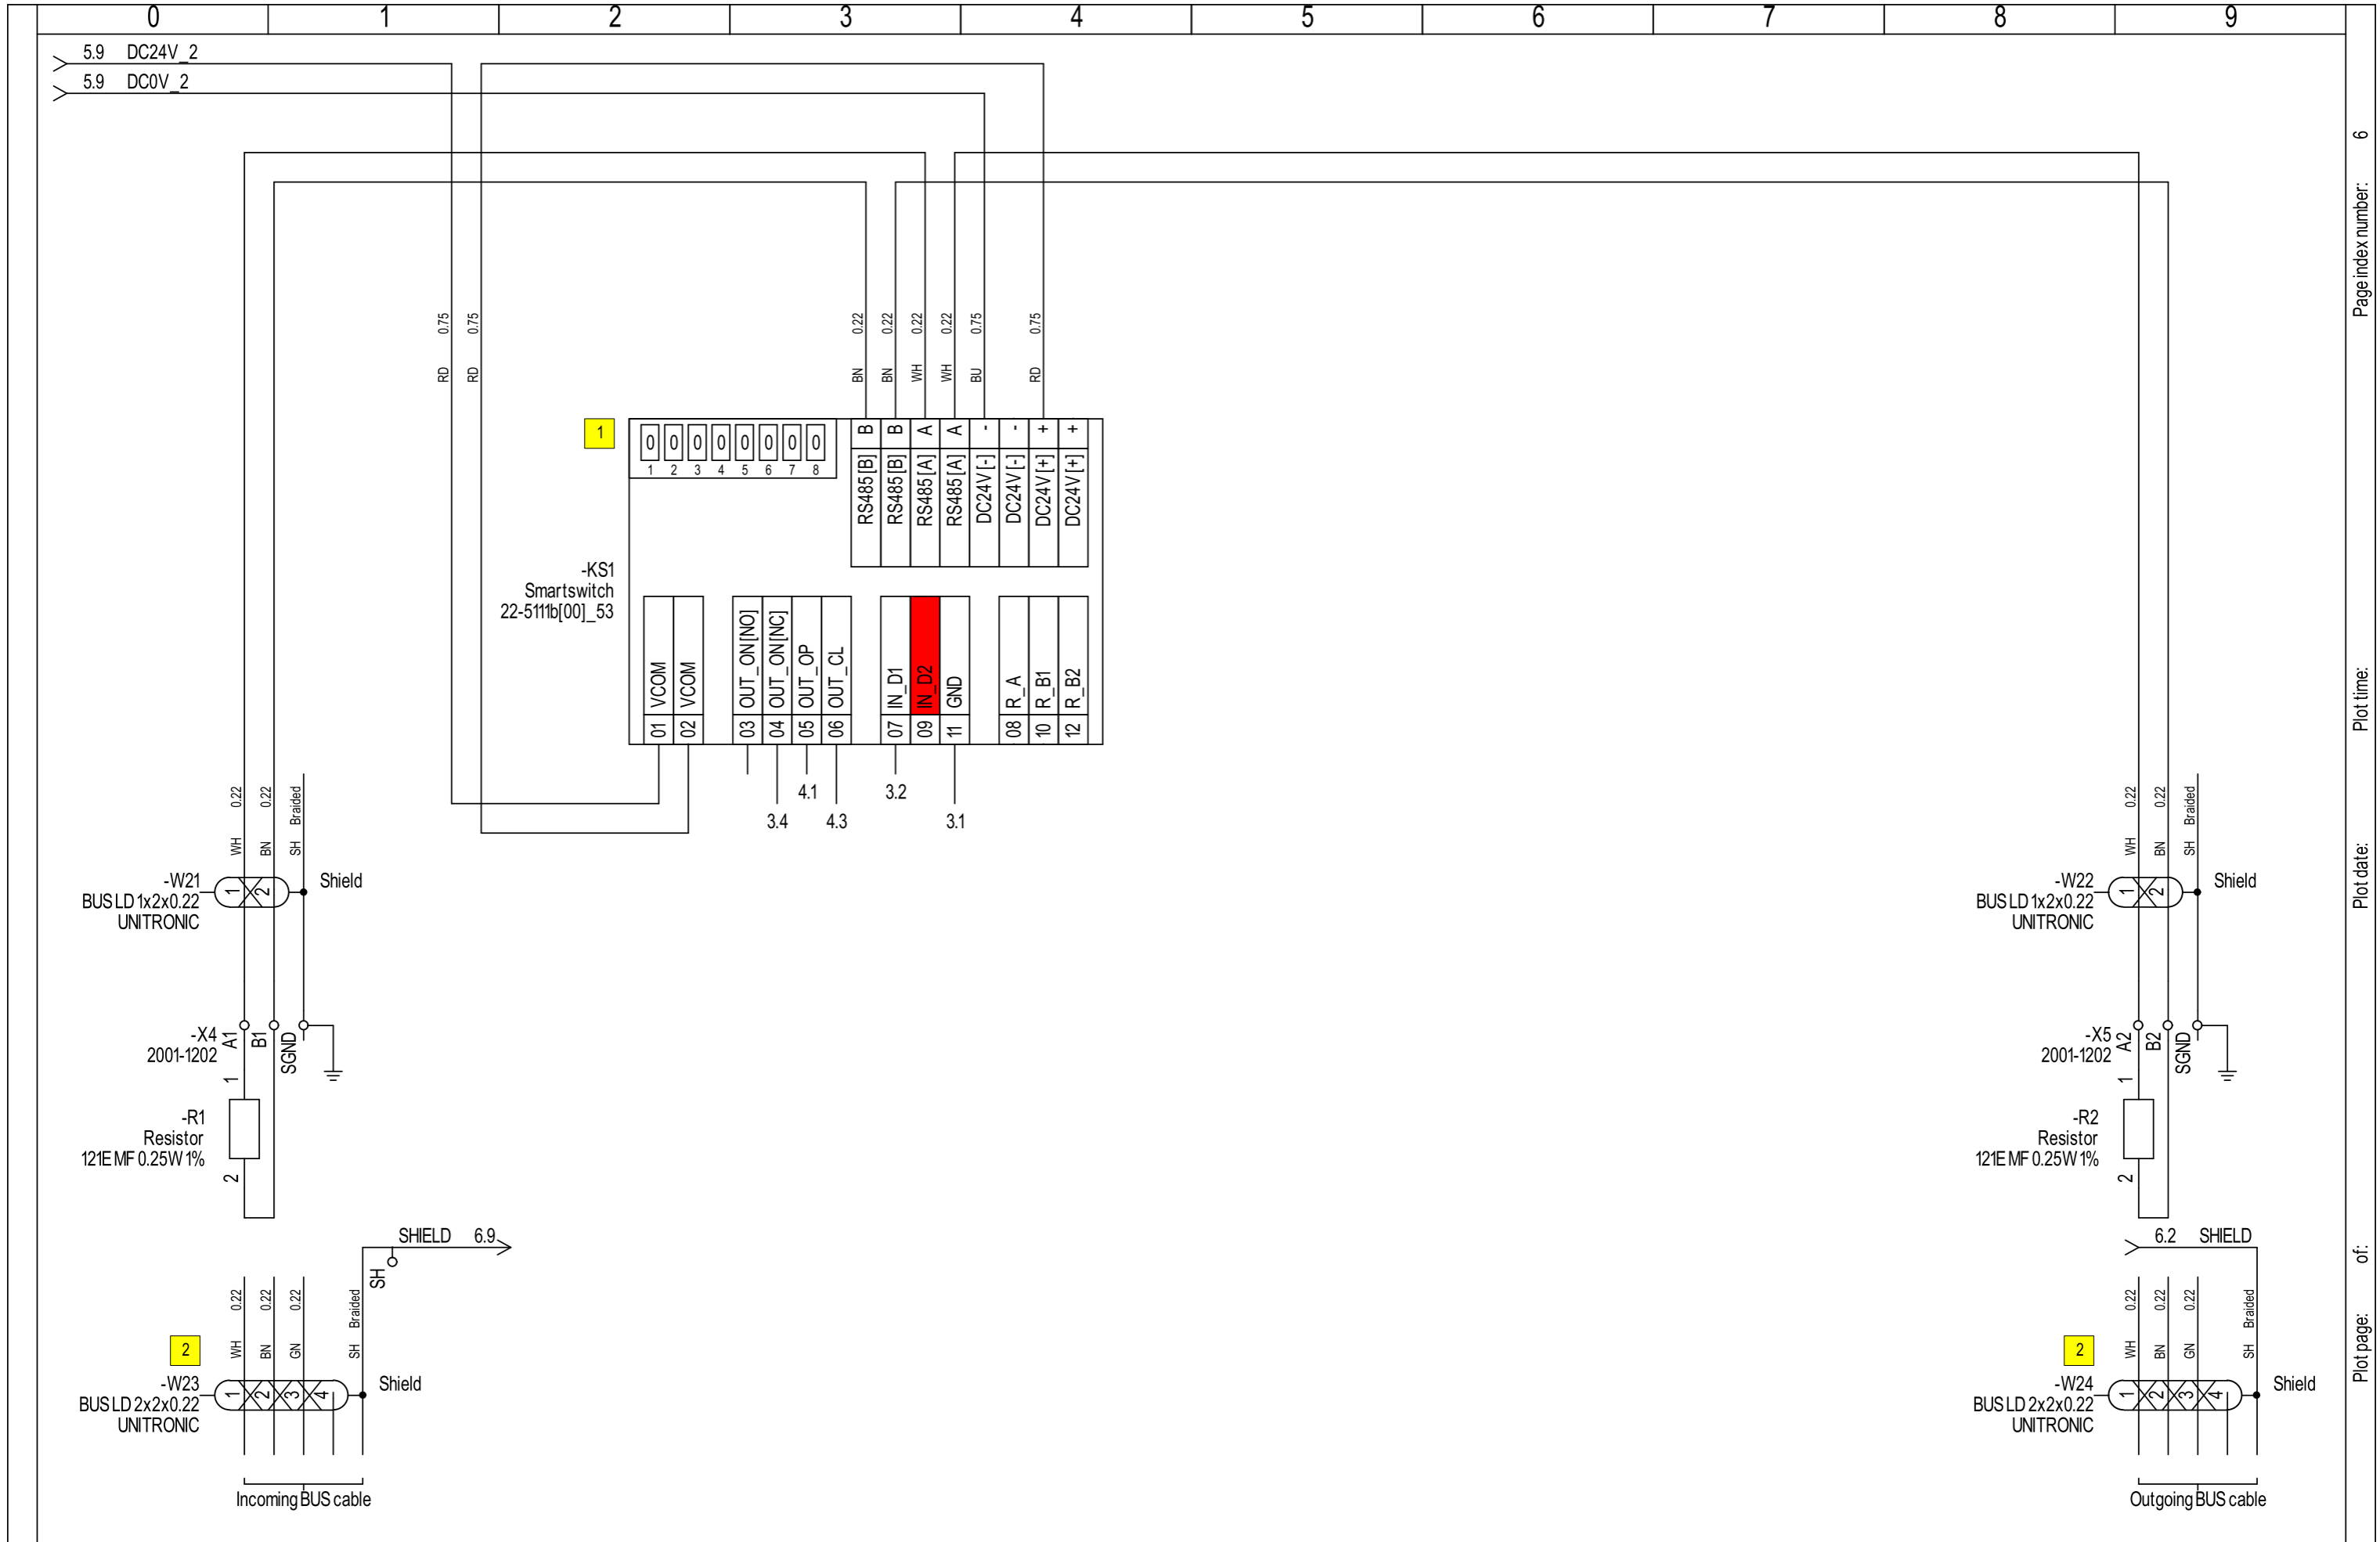 0 1 2 3 4 5 6 7 8 9
5.9 DC24V_2
5.9 DC0V_2
RD 0.75
RD 0.75
BN 0.22
BN 0.22
WH 0.22
WH 0.22
BU 0.75
RD 0.75
1
0 0 0 0 0 0 0 0
1 2 3 4 5 6 7 8
B B A A - - + +
RS485[B]
RS485[B]
RS485[A]
RS485[A]
DC24V[-]
DC24V[-]
DC24V[+]
DC24V[+]
-KS1
Smartswitch
22-5111b[00]_53
01 VCOM
02 VCOM
03 OUT_ON[NO]
04 OUT_ON[NC]
05 OUT_OP
06 OUT_CL
07 IN_D1
09 IN_D2
11 GND
08 R_A
10 R_B1
12 R_B2
4.1
3.2
3.4
4.3
3.1
WH 0.22
BN 0.22
SH Braided
-W21
BUS LD 1x2x0.22
UNITRONIC
1 2
Shield
-X4
2001-1202
A1
B1
SGND
1
-R1
Resistor
121E MF 0.25W 1%
2
SHIELD 6.9
SH
WH 0.22
BN 0.22
GN 0.22
SH Braided
2
-W23
BUS LD 2x2x0.22
UNITRONIC
1 2 3 4
Shield
Incoming BUS cable
WH 0.22
BN 0.22
SH Braided
-W22
BUS LD 1x2x0.22
UNITRONIC
1 2
Shield
-X5
2001-1202
A2
B2
SGND
1
-R2
Resistor
121E MF 0.25W 1%
2
6.2 SHIELD
WH 0.22
BN 0.22
GN 0.22
SH Braided
2
-W24
BUS LD 2x2x0.22
UNITRONIC
1 2 3 4
Shield
Outgoing BUS cable
Page index number: 6
Plot time:
Plot date:
Plot page: of: